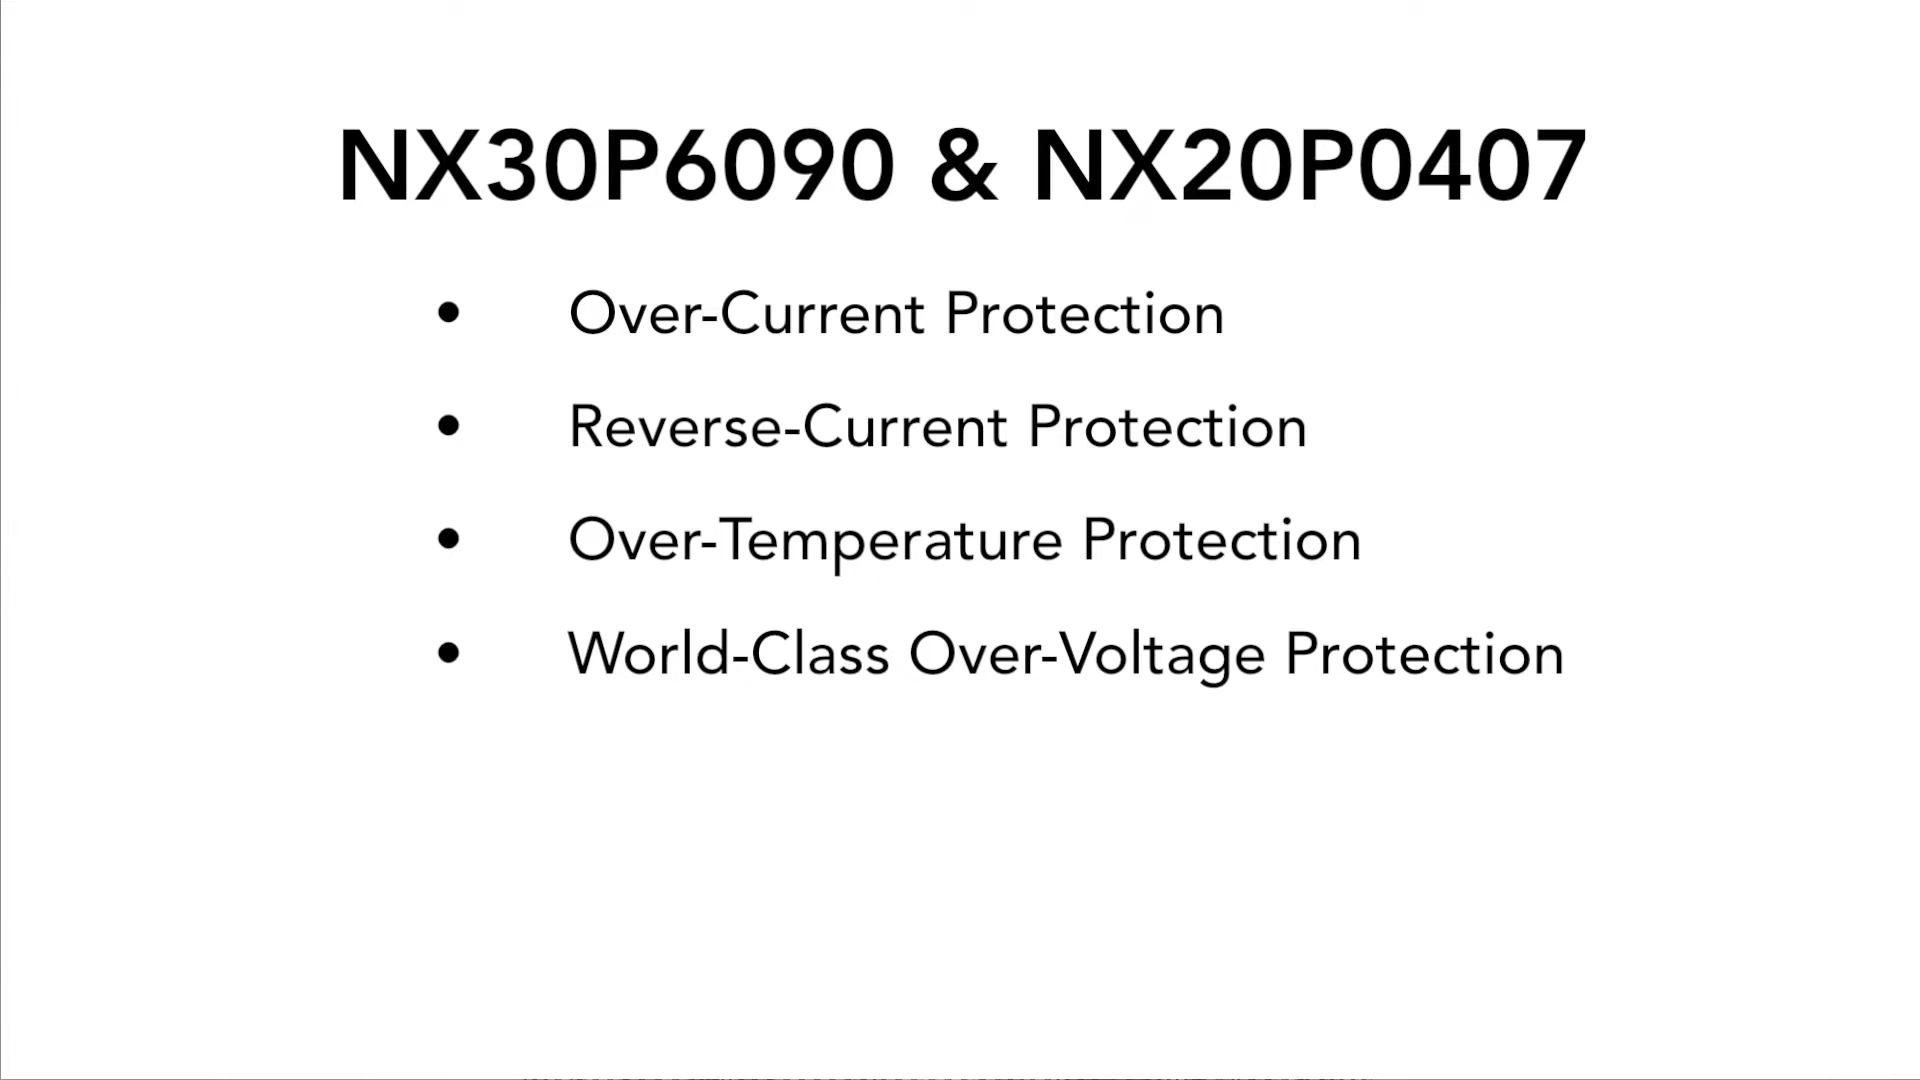 NX30P6090 & NX20P0407
• Over-Current Protection
• Reverse-Current Protection
• Over-Temperature Protection
• World-Class Over-Voltage Protection